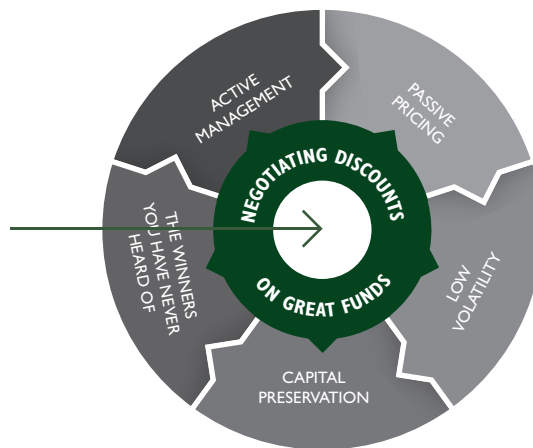 ACTIVE
MANAGEMENT
PASSIVE
PRICING
NEGOTIATING DISCOUNTS
ON GREAT FUNDS
THE WINNERS
YOU HAVE NEVER
HEARD OF
LOW
VOLATILITY
CAPITAL
PRESERVATION